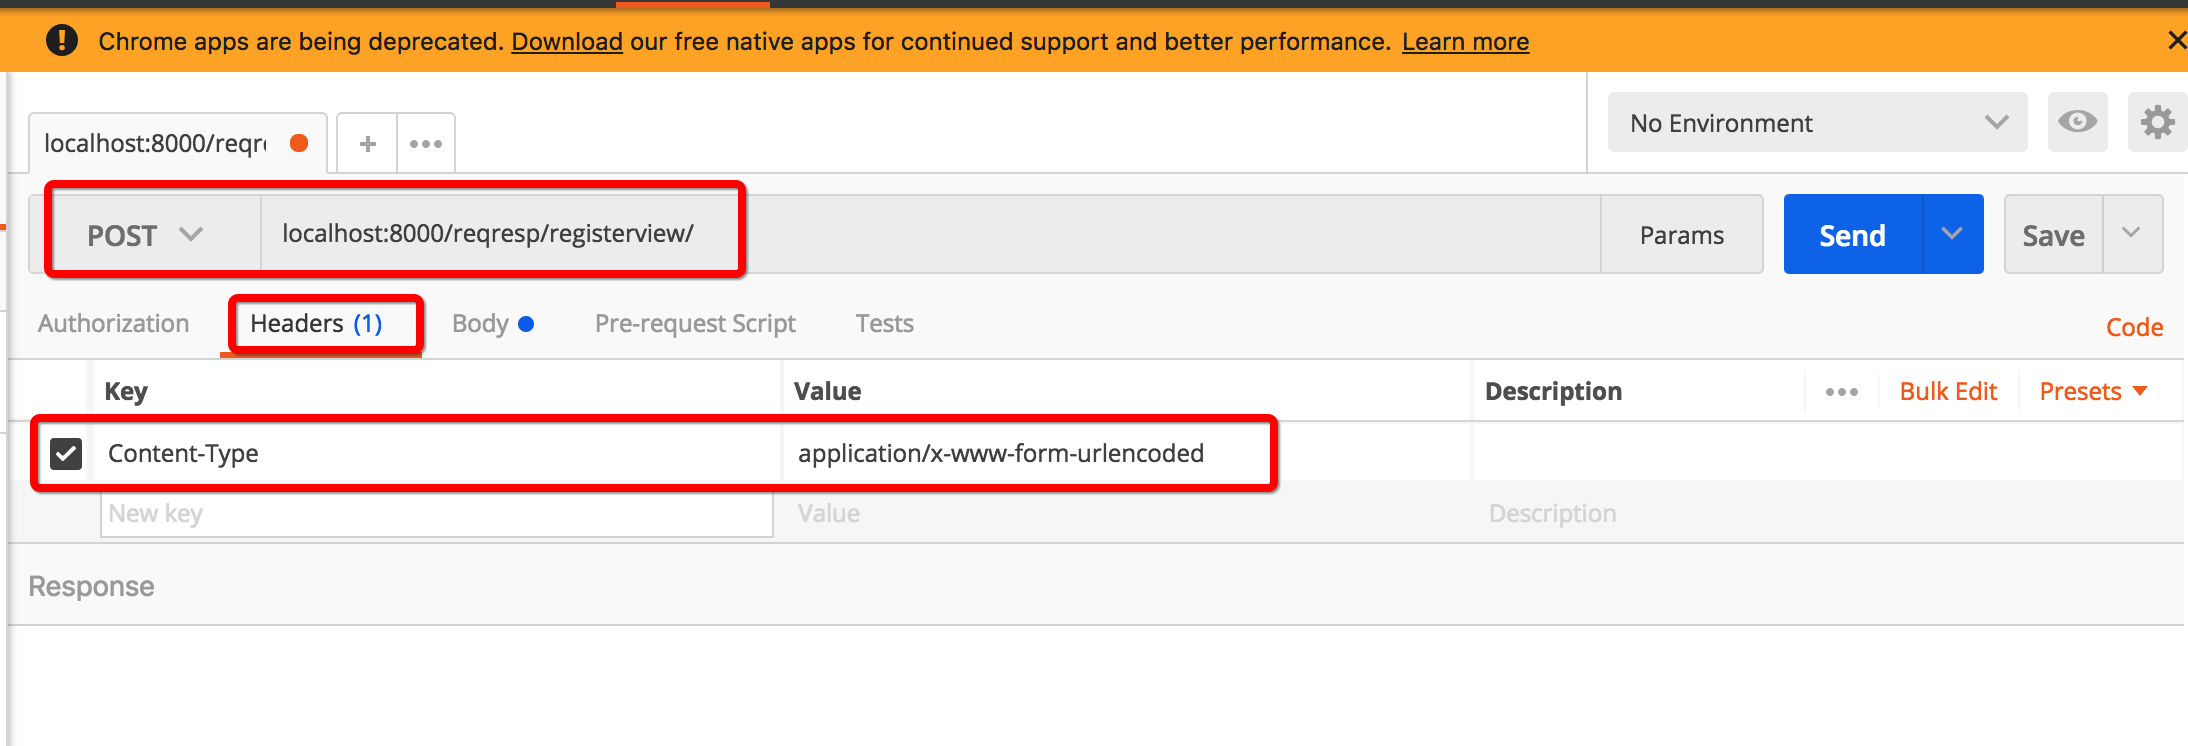 Chrome apps are being deprecated. Download our free native apps for continued support and better performance. Learn more
localhost:8000/reqr
No Environment
POST localhost:8000/reqresp/registerview/ Params Send Save
Authorization Headers (1) Body Pre-request Script Tests Code
Key Value Description Bulk Edit Presets
Content-Type application/x-www-form-urlencoded
New key Value Description
Response